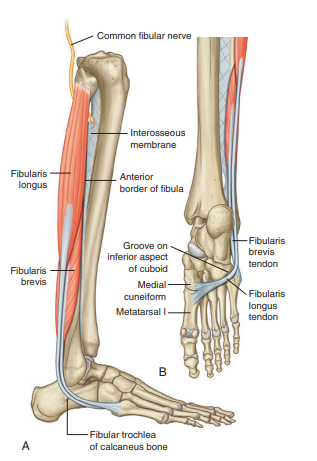 Common fibular nerve
Interosseous
membrane
Fibularis
longus
Anterior
border of fibula
Groove on
inferior aspect
of cuboid
Fibularis
brevis
tendon
Fibularis
brevis
Medial
cuneiform
Fibularis
longus
tendon
Metatarsal I
B
Fibular trochlea
of calcaneus bone
A